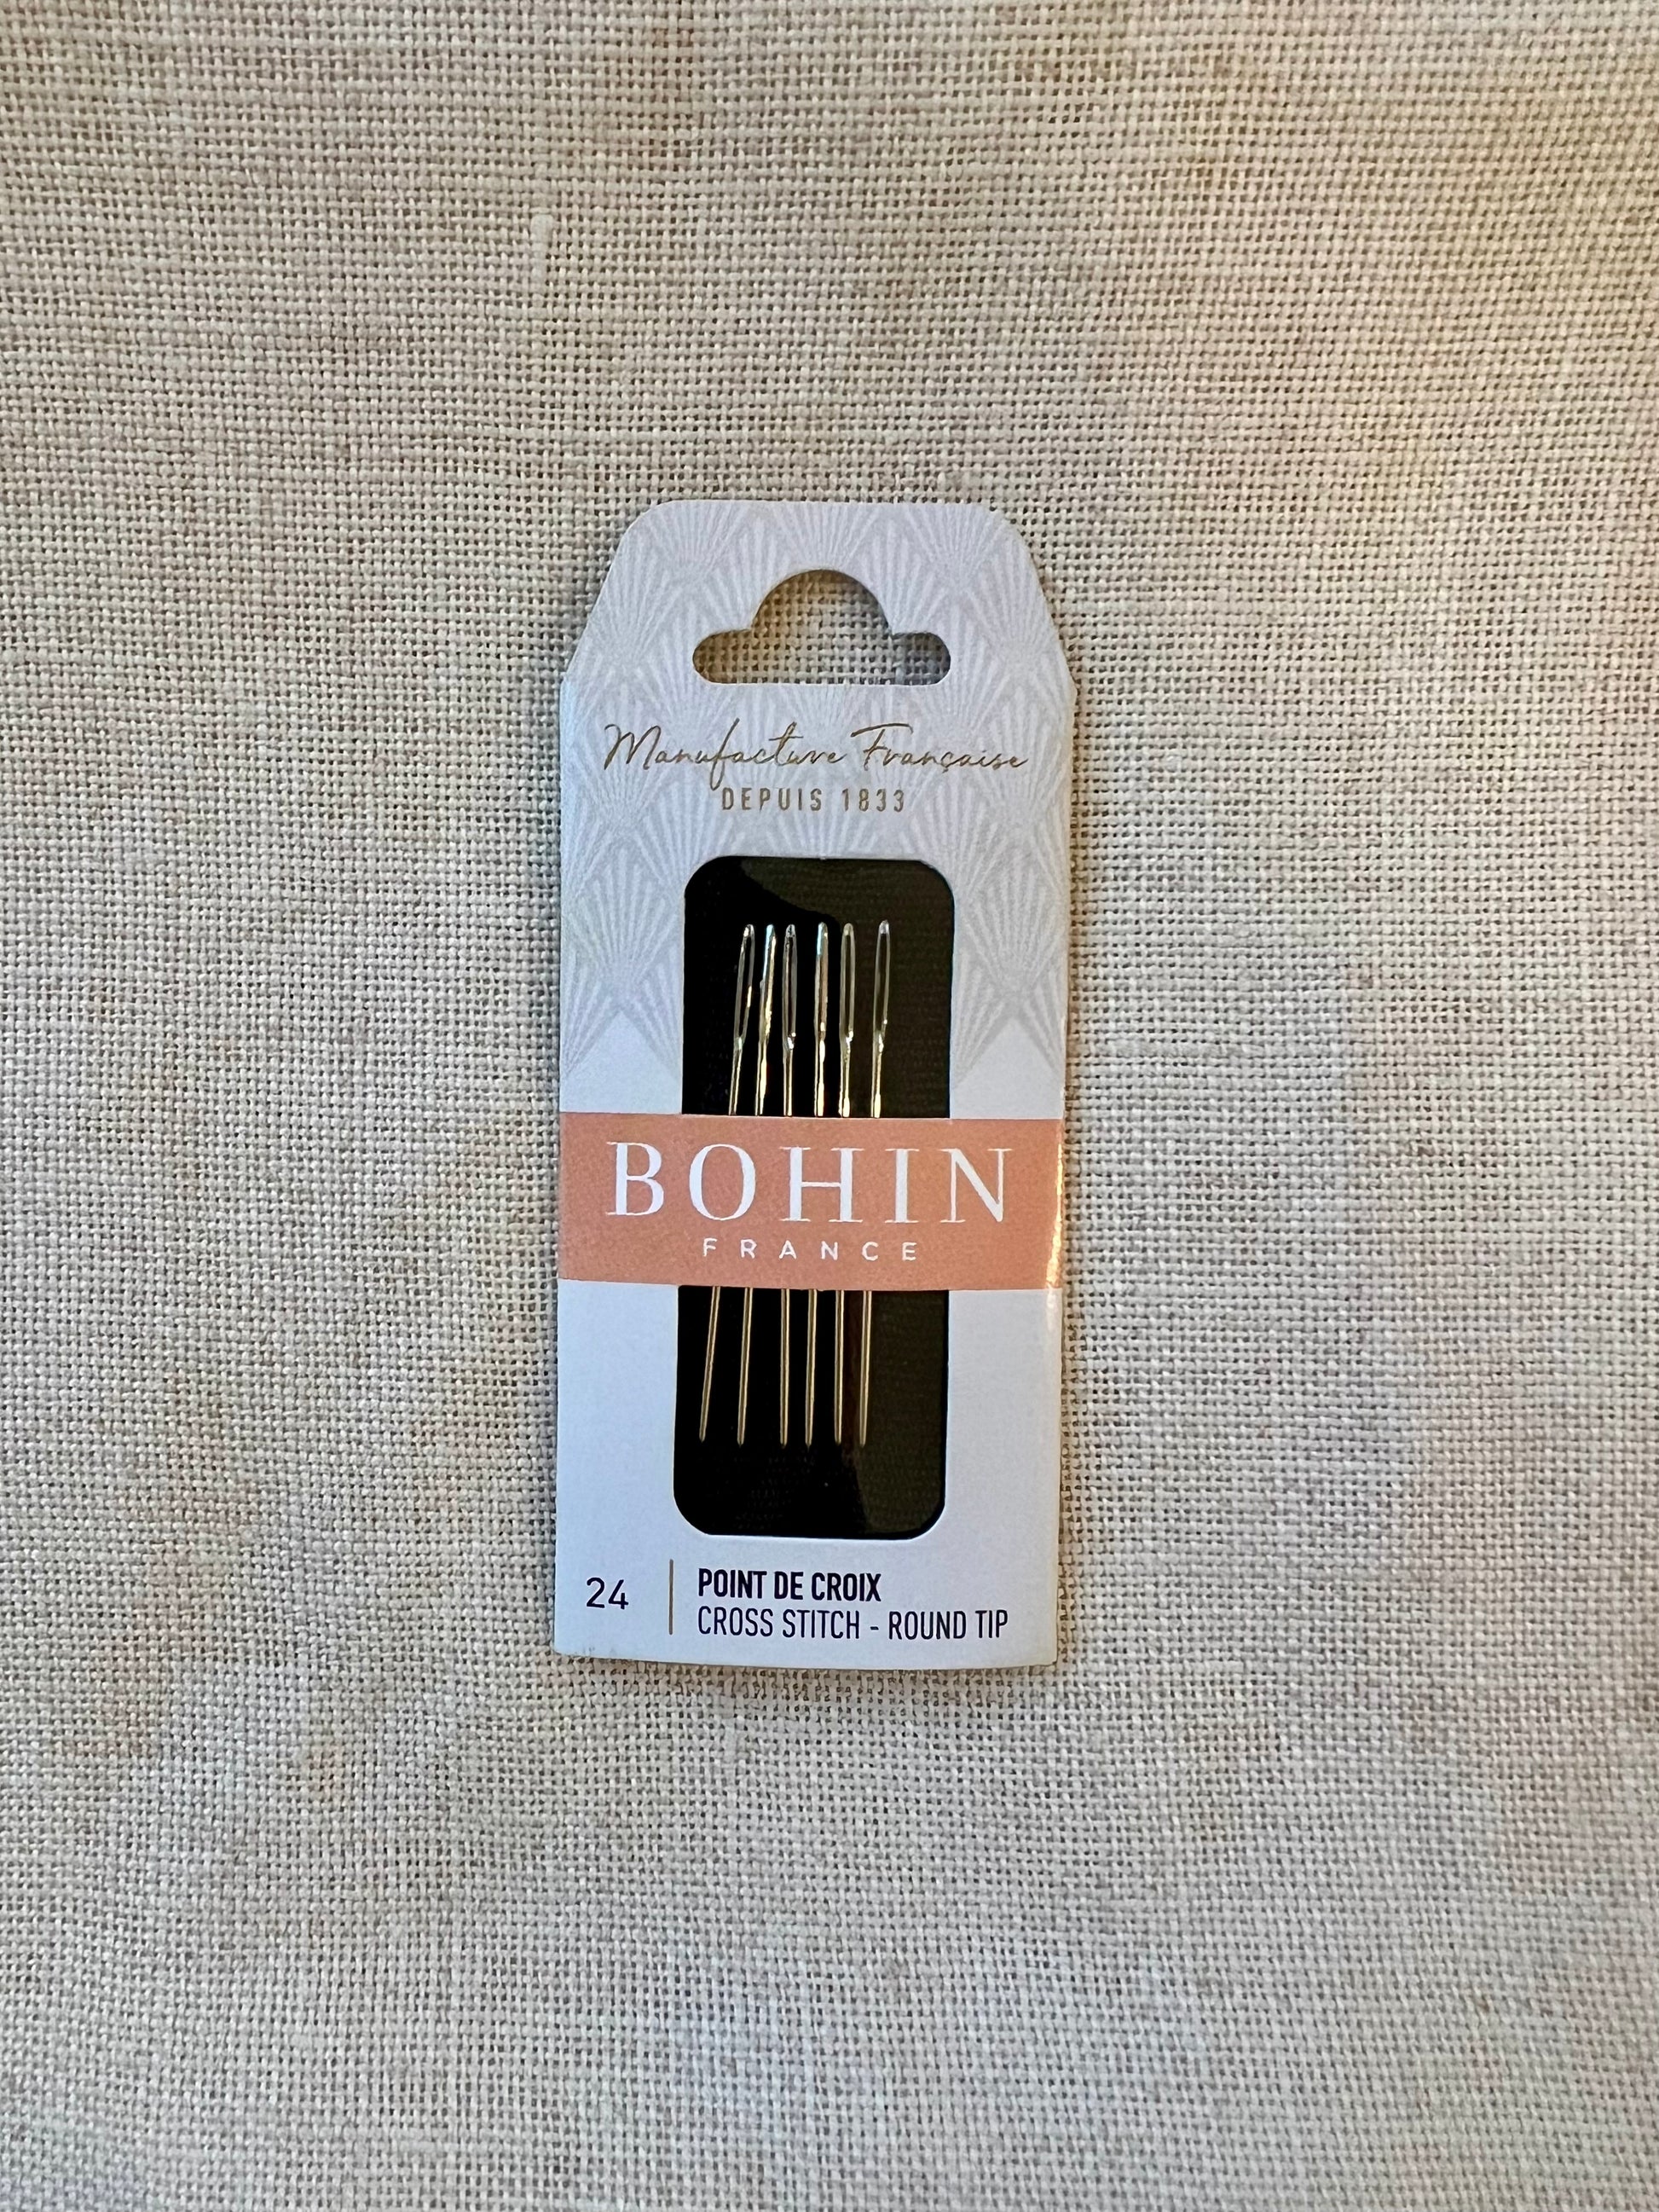 Manufacture Française
DEPUIS 1833
BOHIN
FRANCE
24
POINT DE CROIX
CROSS STITCH - ROUND TIP